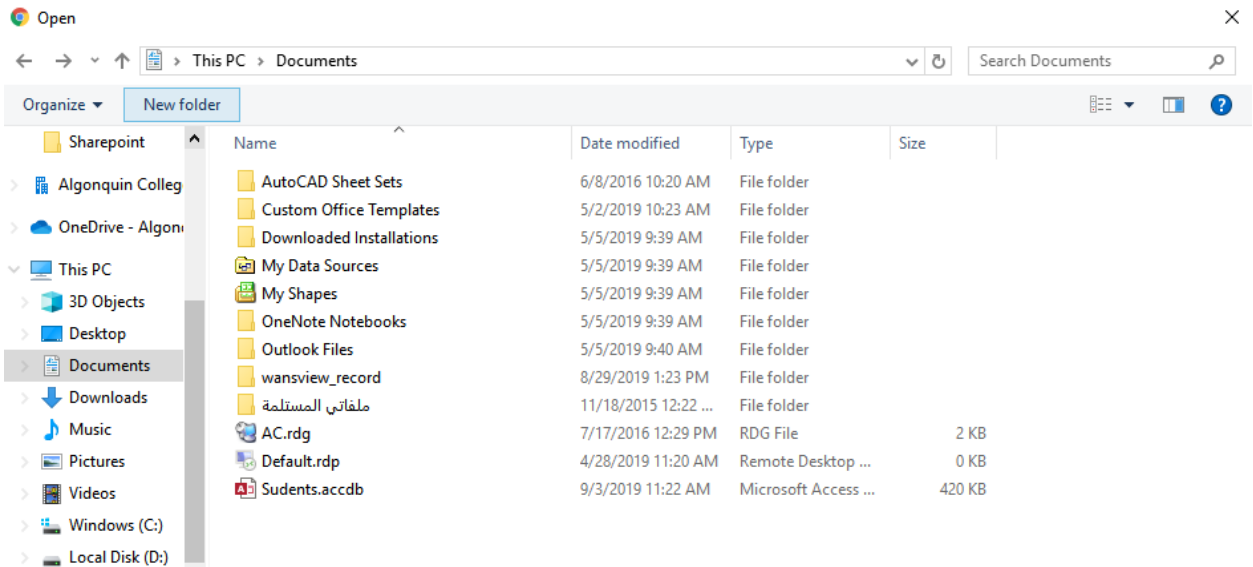 Open
This PC > Documents
Search Documents
Organize New folder
Name Date modified Type Size
Sharepoint
Algonquin Colleg
OneDrive - Algon
This PC
3D Objects
Desktop
Documents
Downloads
Music
Pictures
Videos
Windows (C:)
Local Disk (D:)
AutoCAD Sheet Sets 6/8/2016 10:20 AM File folder
Custom Office Templates 5/2/2019 10:23 AM File folder
Downloaded Installations 5/5/2019 9:39 AM File folder
My Data Sources 5/5/2019 9:39 AM File folder
My Shapes 5/5/2019 9:39 AM File folder
OneNote Notebooks 5/5/2019 9:39 AM File folder
Outlook Files 5/5/2019 9:40 AM File folder
wansview_record 8/29/2019 1:23 PM File folder
ملفاتي المستلمة 11/18/2015 12:22 ... File folder
AC.rdg 7/17/2016 12:29 PM RDG File 2 KB
Default.rdp 4/28/2019 11:20 AM Remote Desktop ... 0 KB
Sudents.accdb 9/3/2019 11:22 AM Microsoft Access ... 420 KB